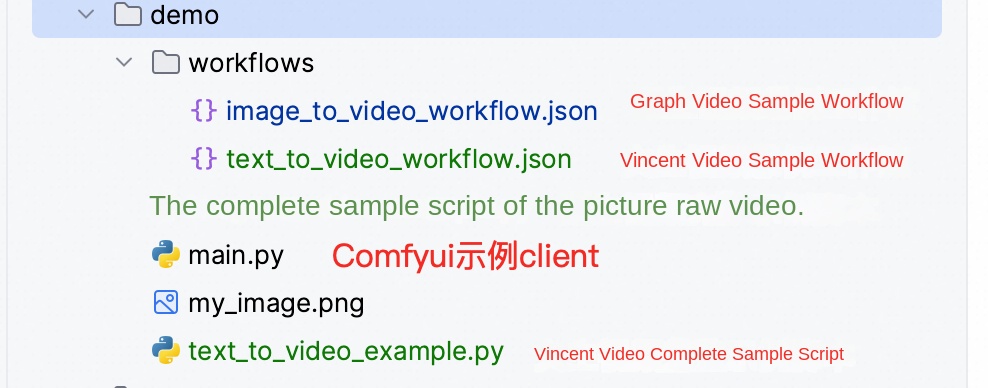 demo
workflows
image_to_video_workflow.json Graph Video Sample Workflow
text_to_video_workflow.json Vincent Video Sample Workflow
The complete sample script of the picture raw video.
main.py Comfyui示例client
my_image.png
text_to_video_example.py Vincent Video Complete Sample Script